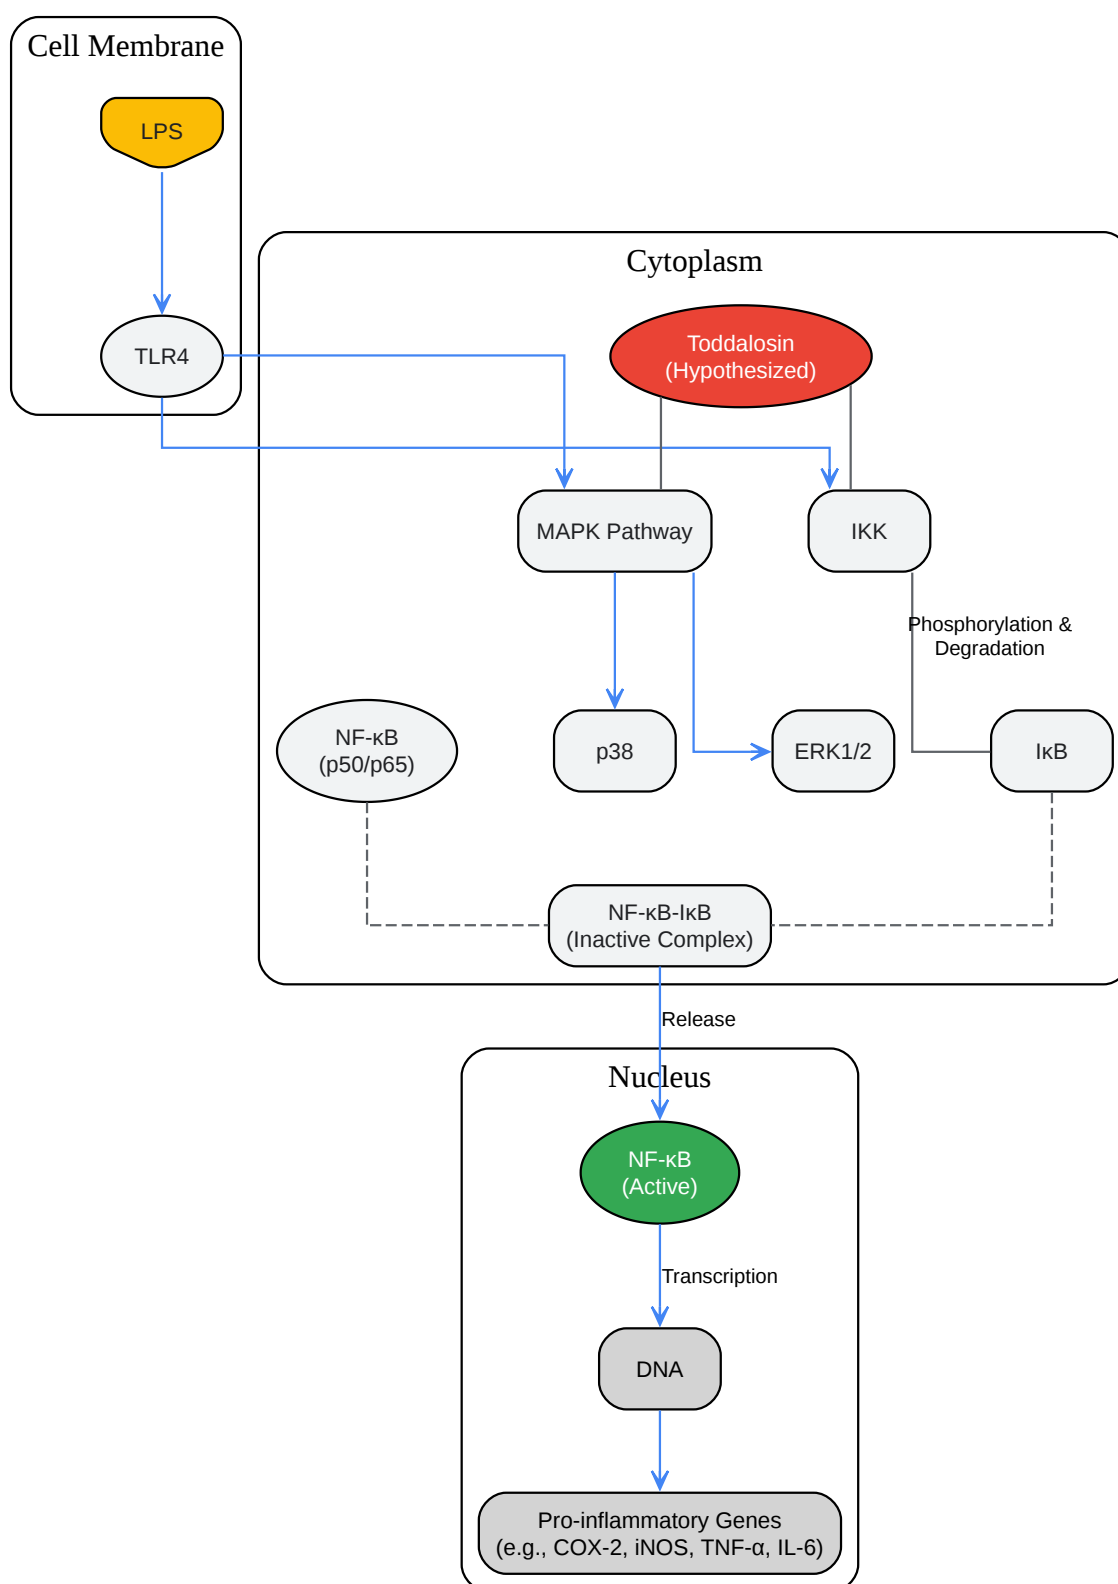 Cell Membrane
LPS
TLR4
Cytoplasm
Toddalosin
(Hypothesized)
MAPK Pathway
IKK
Phosphorylation &
Degradation
NF-κB
(p50/p65)
p38
ERK1/2
IκB
NF-κB-IκB
(Inactive Complex)
Release
Nucleus
NF-κB
(Active)
Transcription
DNA
Pro-inflammatory Genes
(e.g., COX-2, iNOS, TNF-α, IL-6)